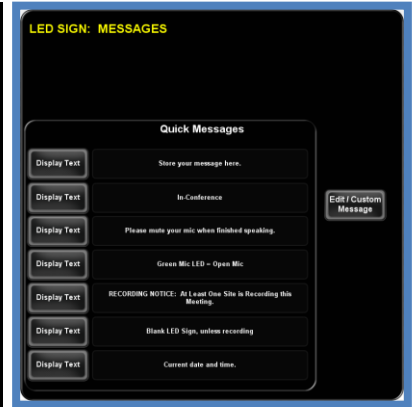 LED SIGN:  MESSAGES
Quick Messages
Display Text
Store your message here.
Display Text
In-Conference
Edit / Custom
Message
Display Text
Please mute your mic when finished speaking.
Display Text
Green Mic LED = Open Mic
Display Text
RECORDING NOTICE:  At Least One Site is Recording this
Meeting.
Display Text
Blank LED Sign, unless recording
Display Text
Current date and time.